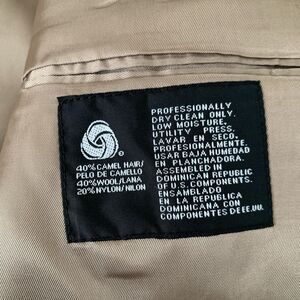 40% CAMEL HAIR/
PELO DE CAMELLO
40% WOOL/LANA
20% NYLON/NILON
PROFESSIONALLY
DRY CLEAN ONLY.
LOW MOISTURE.
UTILITY PRESS.
LAVAR EN SECO.
PROFESIONALMENTE.
USAR BAJA HUMEDAD
EN PLANCHADORA.
ASSEMBLED IN
DOMINICAN REPUBLIC
OF U.S. COMPONENTS.
ENSAMBLADO
EN LA REPUBLICA
DOMINICANA CON
COMPONENTES DE EE.UU.